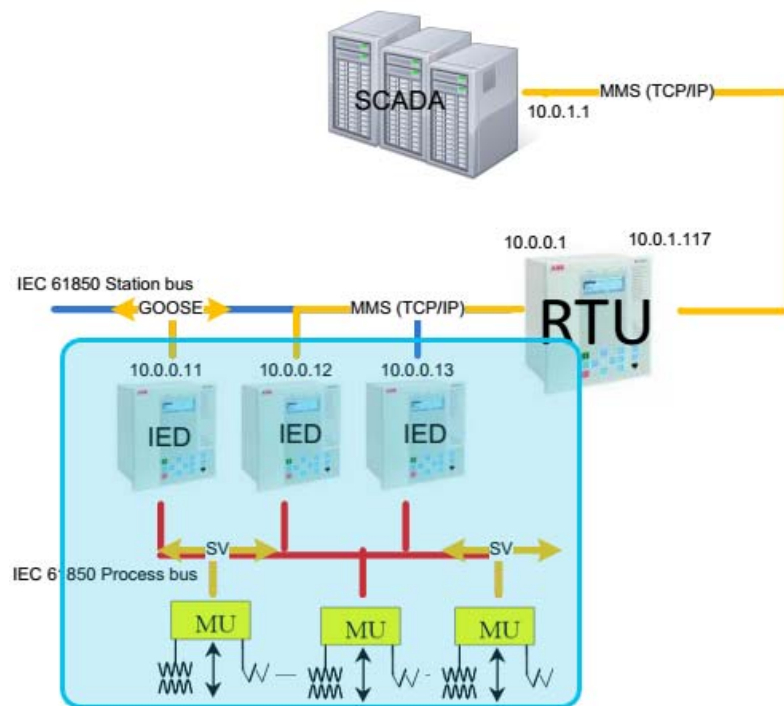 SCADA
MMS (TCP/IP)
10.0.1.1
10.0.0.1
10.0.1.117
IEC 61850 Station bus
GOOSE
MMS (TCP/IP)
RTU
10.0.0.11
10.0.0.12
10.0.0.13
IED
IED
IED
SV
SV
IEC 61850 Process bus
MU
MU
MU